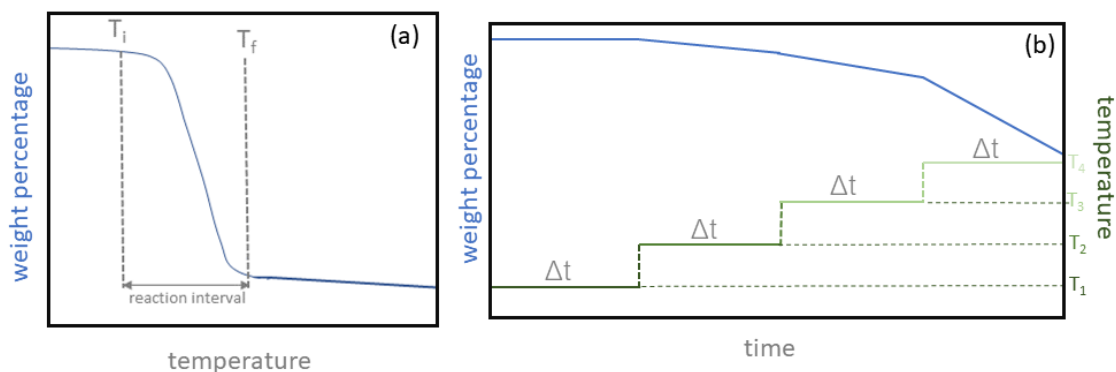 T_i
T_f
(a)
weight percentage
reaction interval
temperature
(b)
weight percentage
Δt
Δt
Δt
Δt
T_4
T_3
T_2
T_1
temperature
time